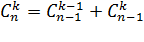 $C_n^k = C_{n-1}^{k-1} + C_{n-1}^k$